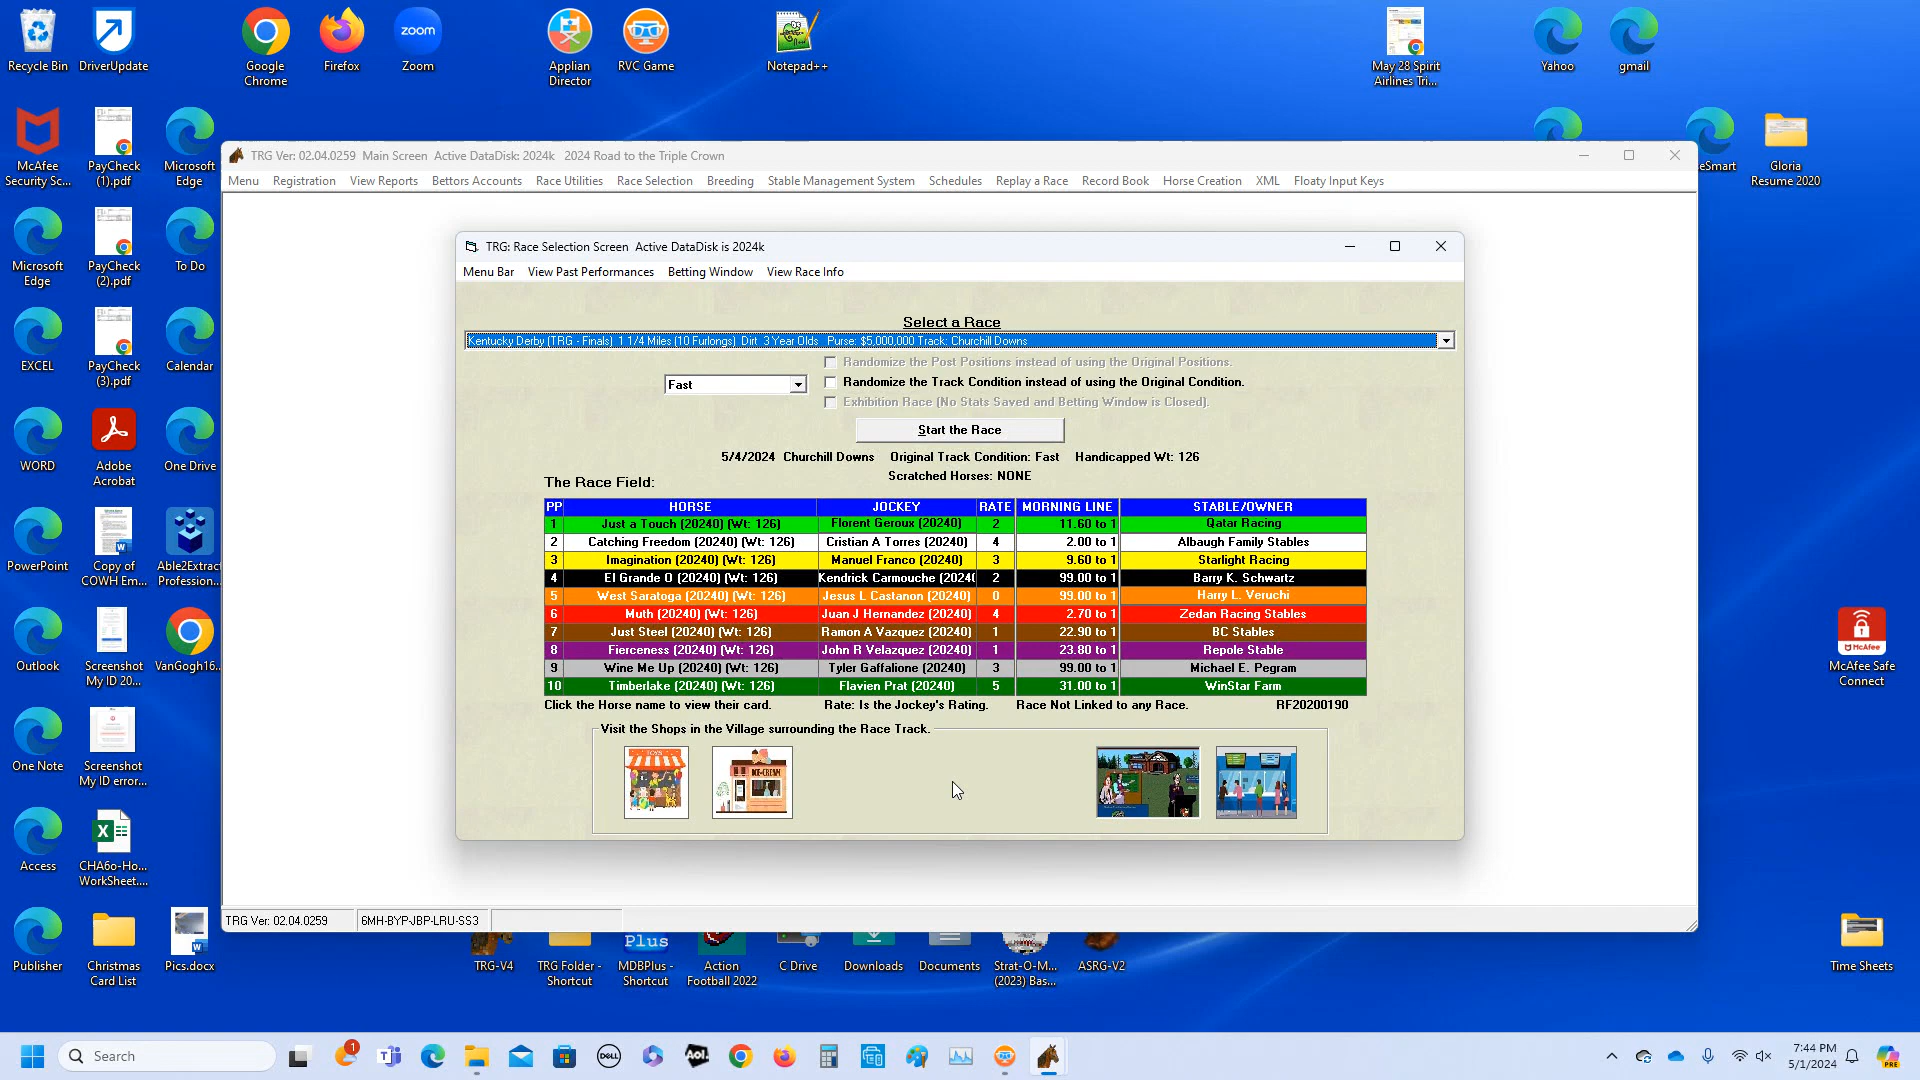 Recycle Bin
DriverUpdate
Google
Chrome
Firefox
zoom
Zoom
Applian
Director
RVC Game
Notepad++
May 28 Spirit
Airlines Tri...
Yahoo
gmail
McAfee
Security Sc...
PayCheck
(1).pdf
Microsoft
Edge
eSmart
Gloria
Resume 2020
TRG Ver: 02.04.0259 Main Screen Active DataDisk: 2024k 2024 Road to the Triple Crown
Menu Registration View Reports Bettors Accounts Race Utilities Race Selection Breeding Stable Management System Schedules Replay a Race Record Book Horse Creation XML Floaty Input Keys
TRG: Race Selection Screen Active DataDisk is 2024k
Menu Bar View Past Performances Betting Window View Race Info
Select a Race
Kentucky Derby (TRG - Finals) 1 1/4 Miles (10 Furlongs) Dirt 3 Year Olds Purse: $5,000,000 Track: Churchill Downs
Randomize the Post Positions instead of using the Original Positions.
Fast
Randomize the Track Condition instead of using the Original Condition.
Exhibition Race (No Stats Saved and Betting Window is Closed).
Start the Race
5/4/2024 Churchill Downs Original Track Condition: Fast Handicapped Wt: 126
Scratched Horses: NONE
The Race Field:
PP HORSE JOCKEY RATE MORNING LINE STABLE/OWNER
1 Just a Touch (20240) (Wt: 126) Florent Geroux (20240) 2 11.60 to 1 Qatar Racing
2 Catching Freedom (20240) (Wt: 126) Cristian A Torres (20240) 4 2.00 to 1 Albaugh Family Stables
3 Imagination (20240) (Wt: 126) Manuel Franco (20240) 3 9.60 to 1 Starlight Racing
4 El Grande O (20240) (Wt: 126) Kendrick Carmouche (2024( 2 99.00 to 1 Barry K. Schwartz
5 West Saratoga (20240) (Wt: 126) Jesus L Castanon (20240) 0 99.00 to 1 Harry L. Veruchi
6 Muth (20240) (Wt: 126) Juan J Hernandez (20240) 4 2.70 to 1 Zedan Racing Stables
7 Just Steel (20240) (Wt: 126) Ramon A Vazquez (20240) 1 22.90 to 1 BC Stables
8 Fierceness (20240) (Wt: 126) John R Velazquez (20240) 1 23.80 to 1 Repole Stable
9 Wine Me Up (20240) (Wt: 126) Tyler Gaffalione (20240) 3 99.00 to 1 Michael E. Pegram
10 Timberlake (20240) (Wt: 126) Flavien Prat (20240) 5 31.00 to 1 WinStar Farm
Click the Horse name to view their card. Rate: Is the Jockey's Rating. Race Not Linked to any Race. RF20200190
Visit the Shops in the Village surrounding the Race Track.
TOYS
ICE-CREAM
TRG Ver: 02.04.0259 6MH-BYP-JBP-LRU-SS3
Microsoft
Edge
PayCheck
(2).pdf
To Do
EXCEL
PayCheck
(3).pdf
Calendar
WORD
Adobe
Acrobat
One Drive
PowerPoint
Copy of
COWH Em...
Able2Extract
Profession...
Outlook
Screenshot
My ID 20...
VanGogh16...
McAfee
McAfee Safe
Connect
One Note
Screenshot
My ID error...
Access
CHA6o-Ho...
WorkSheet....
Publisher
Christmas
Card List
Pics.docx
TRG-V4
TRG Folder -
Shortcut
Plus
MDBPlus -
Shortcut
Action
Football 2022
C Drive
Downloads
Documents
Strat-O-M...
(2023) Bas...
ASRG-V2
Time Sheets
Search
1
DELL
Aol.
7:44 PM
5/1/2024
PRE